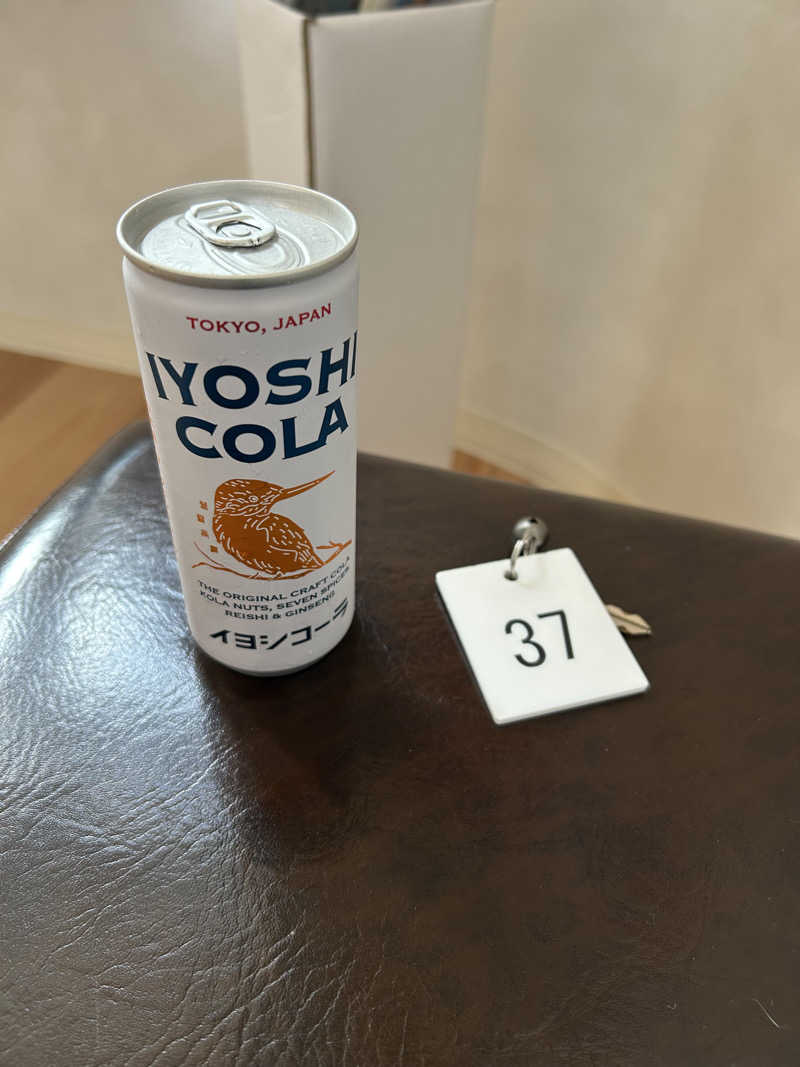 TOKYO, JAPAN
IYOSHI
COLA
THE ORIGINAL CRAFT COLA
KOLA NUTS, SEVEN SPICES
REISHI & GINSENG
イヨシコーラ
37